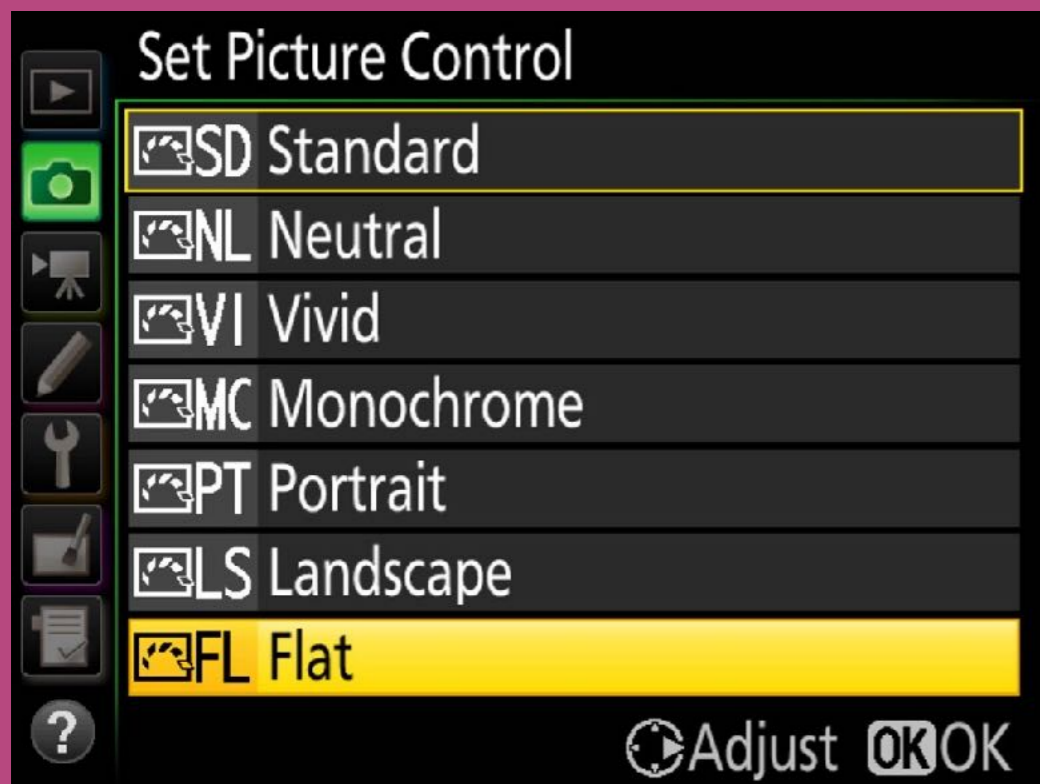 Set Picture Control
SD Standard
NL Neutral
VI Vivid
MC Monochrome
PT Portrait
LS Landscape
FL Flat
?
Adjust OK OK